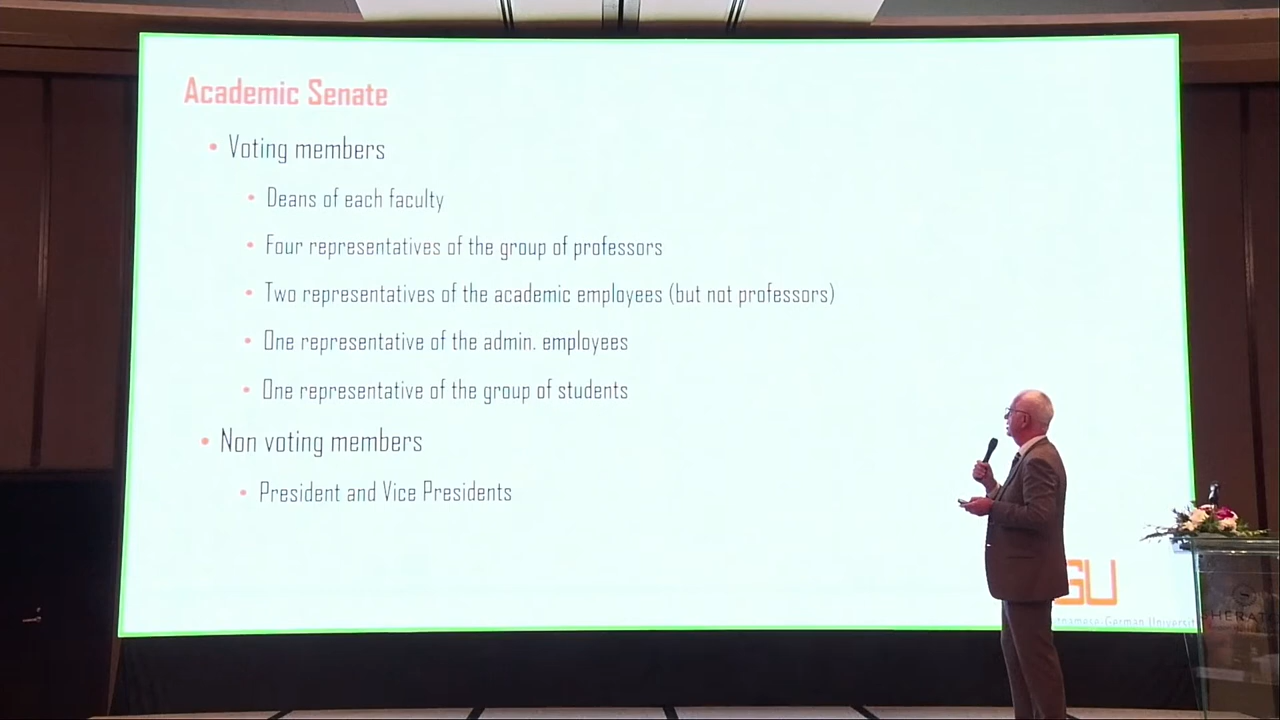 Academic Senate
• Voting members
• Deans of each faculty
• Four representatives of the group of professors
• Two representatives of the academic employees (but not professors)
• One representative of the admin. employees
• One representative of the group of students
• Non voting members
• President and Vice Presidents
GU
German